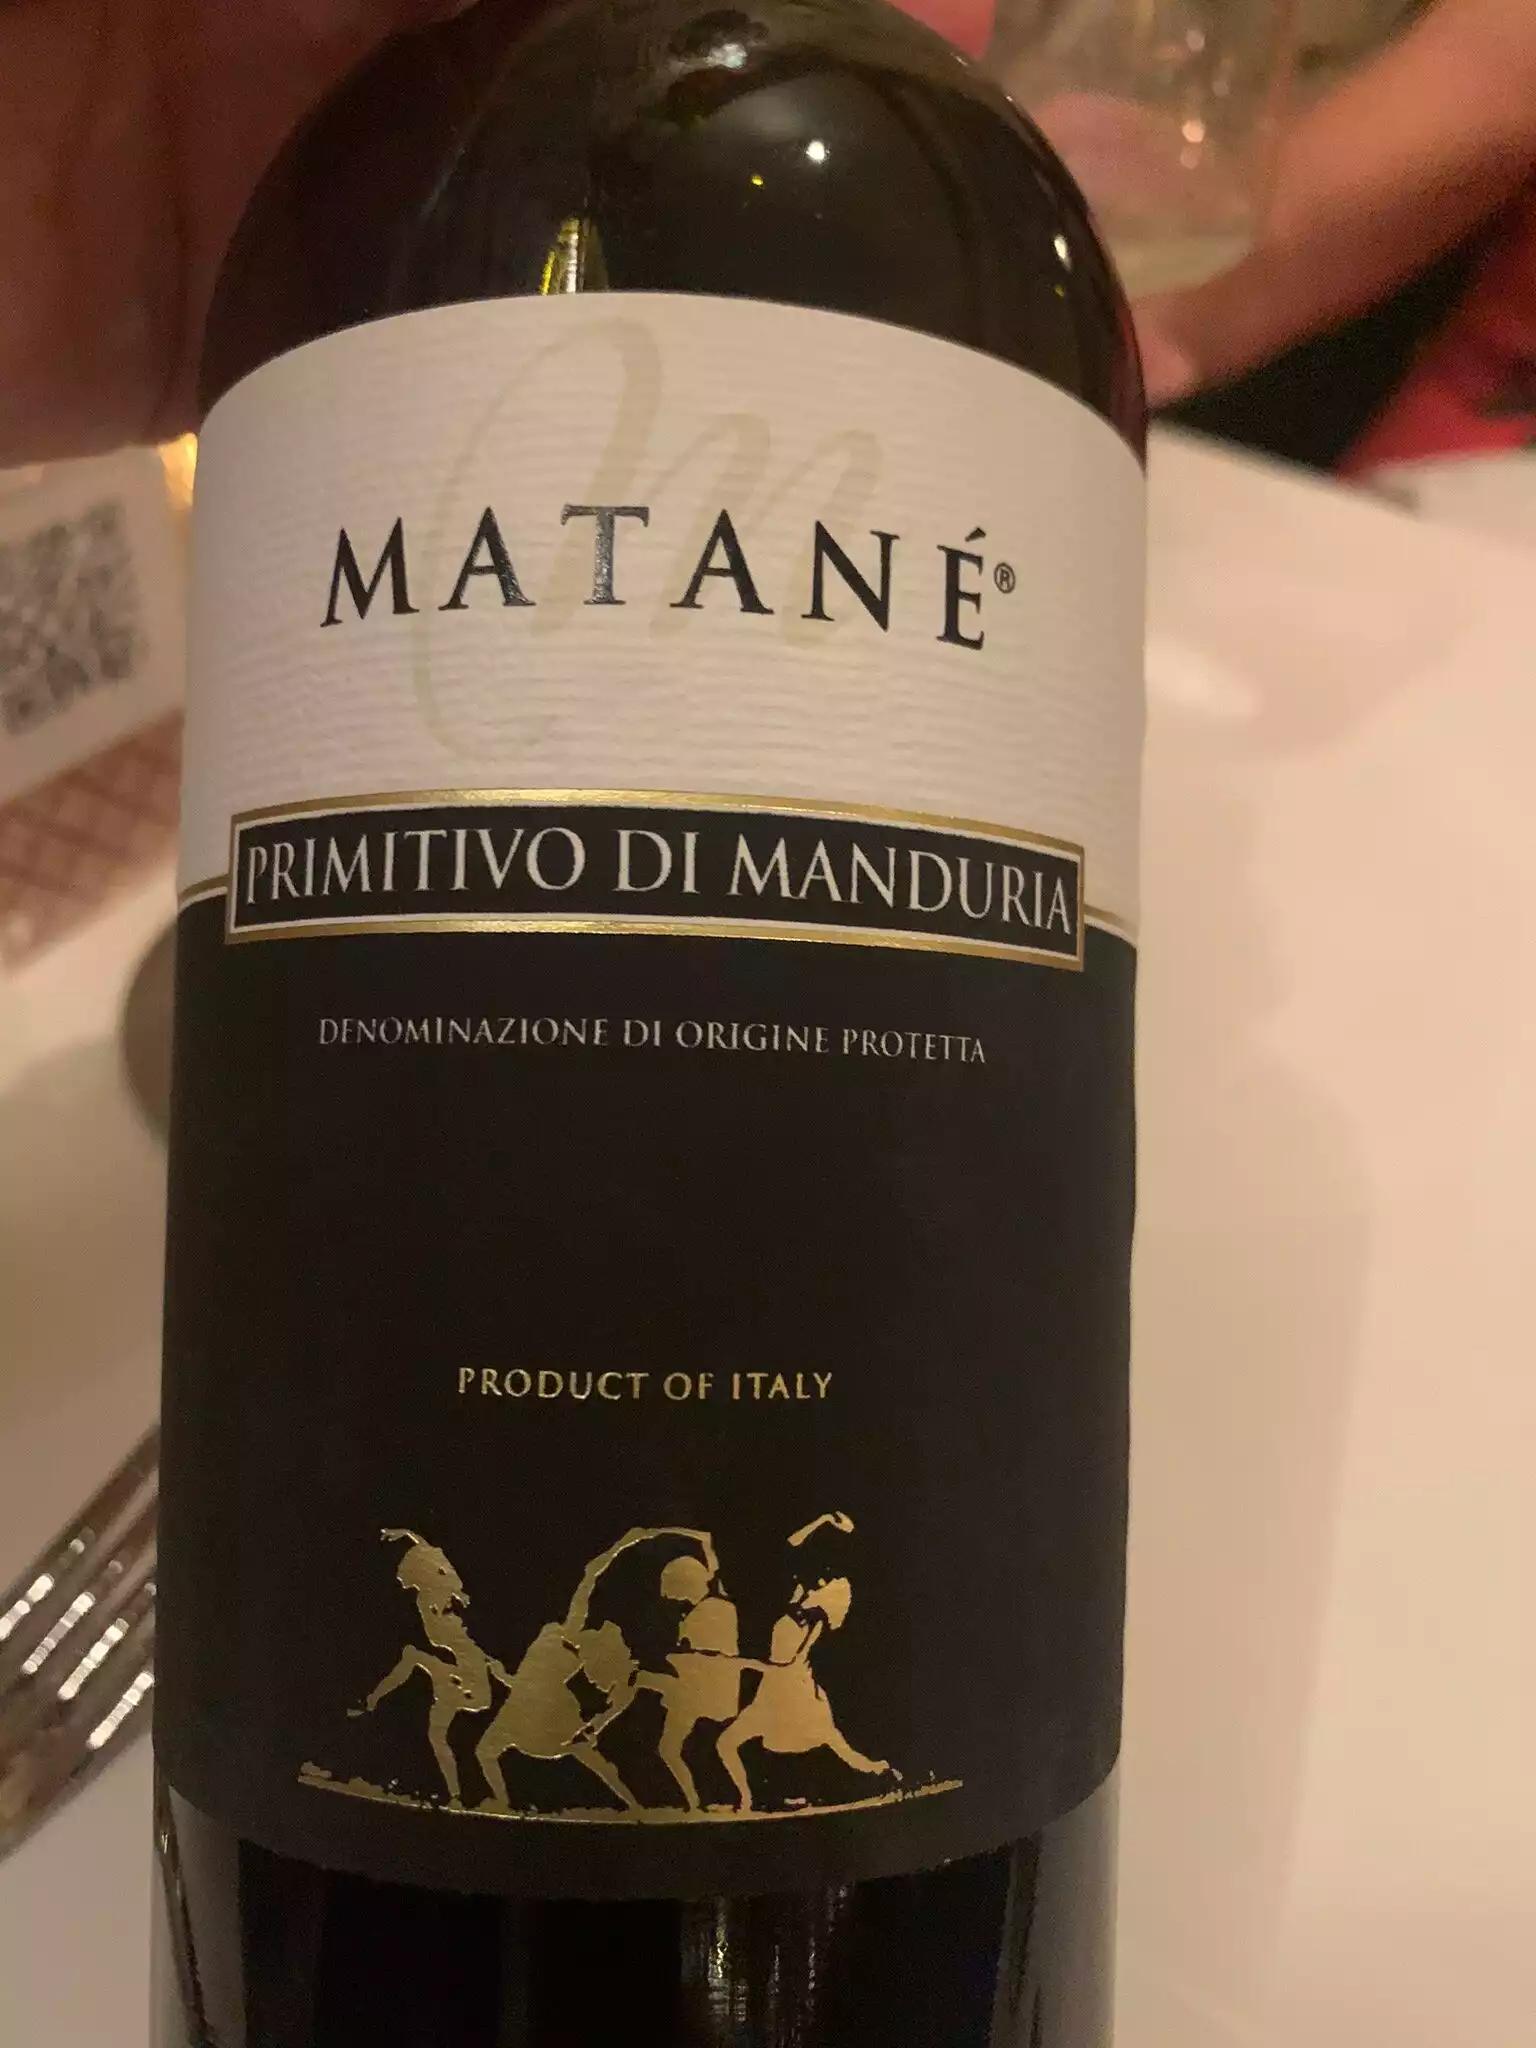 MATANÉ®
PRIMITIVO DI MANDURIA
DENOMINAZIONE DI ORIGINE PROTETTA
PRODUCT OF ITALY